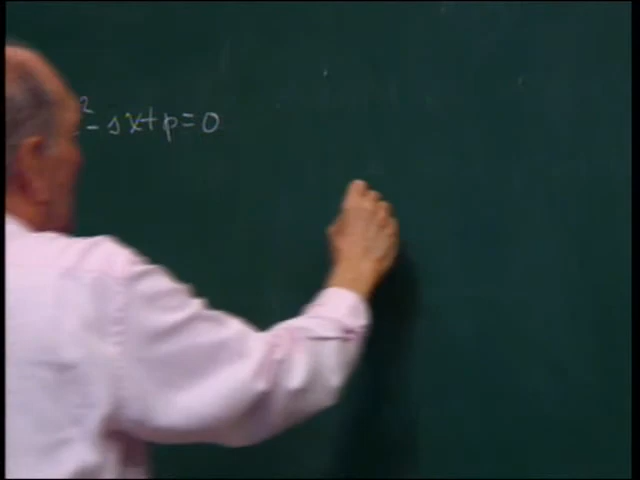 ² - sx + p = 0